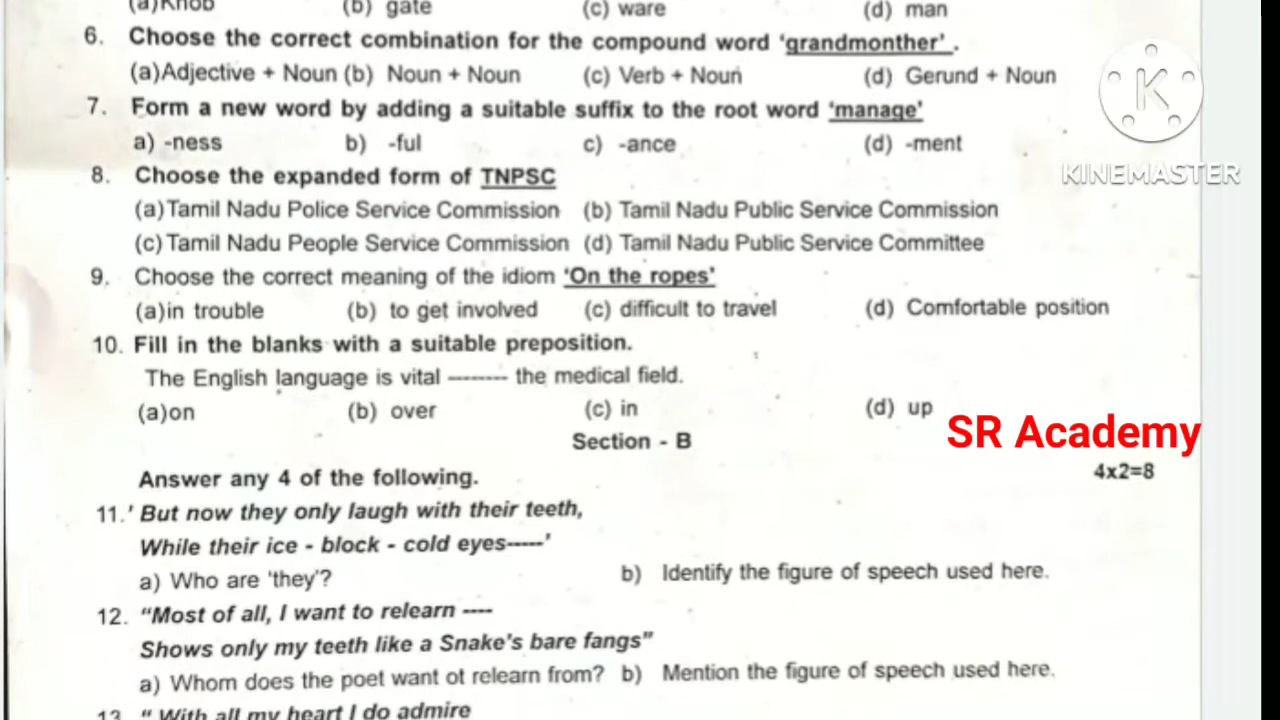 (a)Knob (b) gate (c) ware (d) man
6. Choose the correct combination for the compound word ‘grandmonther’ .
(a)Adjective + Noun (b) Noun + Noun (c) Verb + Noun (d) Gerund + Noun
7. Form a new word by adding a suitable suffix to the root word ‘manage’
a) -ness b) -ful c) -ance (d) -ment
8. Choose the expanded form of TNPSC
(a)Tamil Nadu Police Service Commission (b) Tamil Nadu Public Service Commission
(c)Tamil Nadu People Service Commission (d) Tamil Nadu Public Service Committee
9. Choose the correct meaning of the idiom ‘On the ropes’
(a)in trouble (b) to get involved (c) difficult to travel (d) Comfortable position
10. Fill in the blanks with a suitable preposition.
The English language is vital -------- the medical field.
(a)on (b) over (c) in (d) up
Section - B
Answer any 4 of the following. 4x2=8
11.’ But now they only laugh with their teeth,
While their ice - block - cold eyes-----’
a) Who are ‘they’? b) Identify the figure of speech used here.
12. “Most of all, I want to relearn ----
Shows only my teeth like a Snake's bare fangs”
a) Whom does the poet want ot relearn from? b) Mention the figure of speech used here.
13. “ With all my heart I do admire
K
KINEMASTER
SR Academy